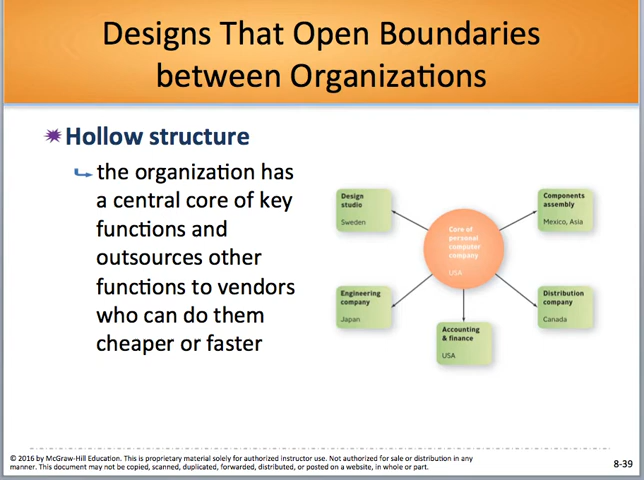 Designs That Open Boundaries
between Organizations
Hollow structure
the organization has
a central core of key
functions and
outsources other
functions to vendors
who can do them
cheaper or faster
Design
studio
Sweden
Components
assembly
Mexico, Asia
Core of
personal
computer
company
USA
Engineering
company
Japan
Distribution
company
Canada
Accounting
& finance
USA
© 2016 by McGraw-Hill Education. This is proprietary material solely for authorized instructor use. Not authorized for sale or distribution in any
manner. This document may not be copied, scanned, duplicated, forwarded, distributed, or posted on a website, in whole or part.
8-39